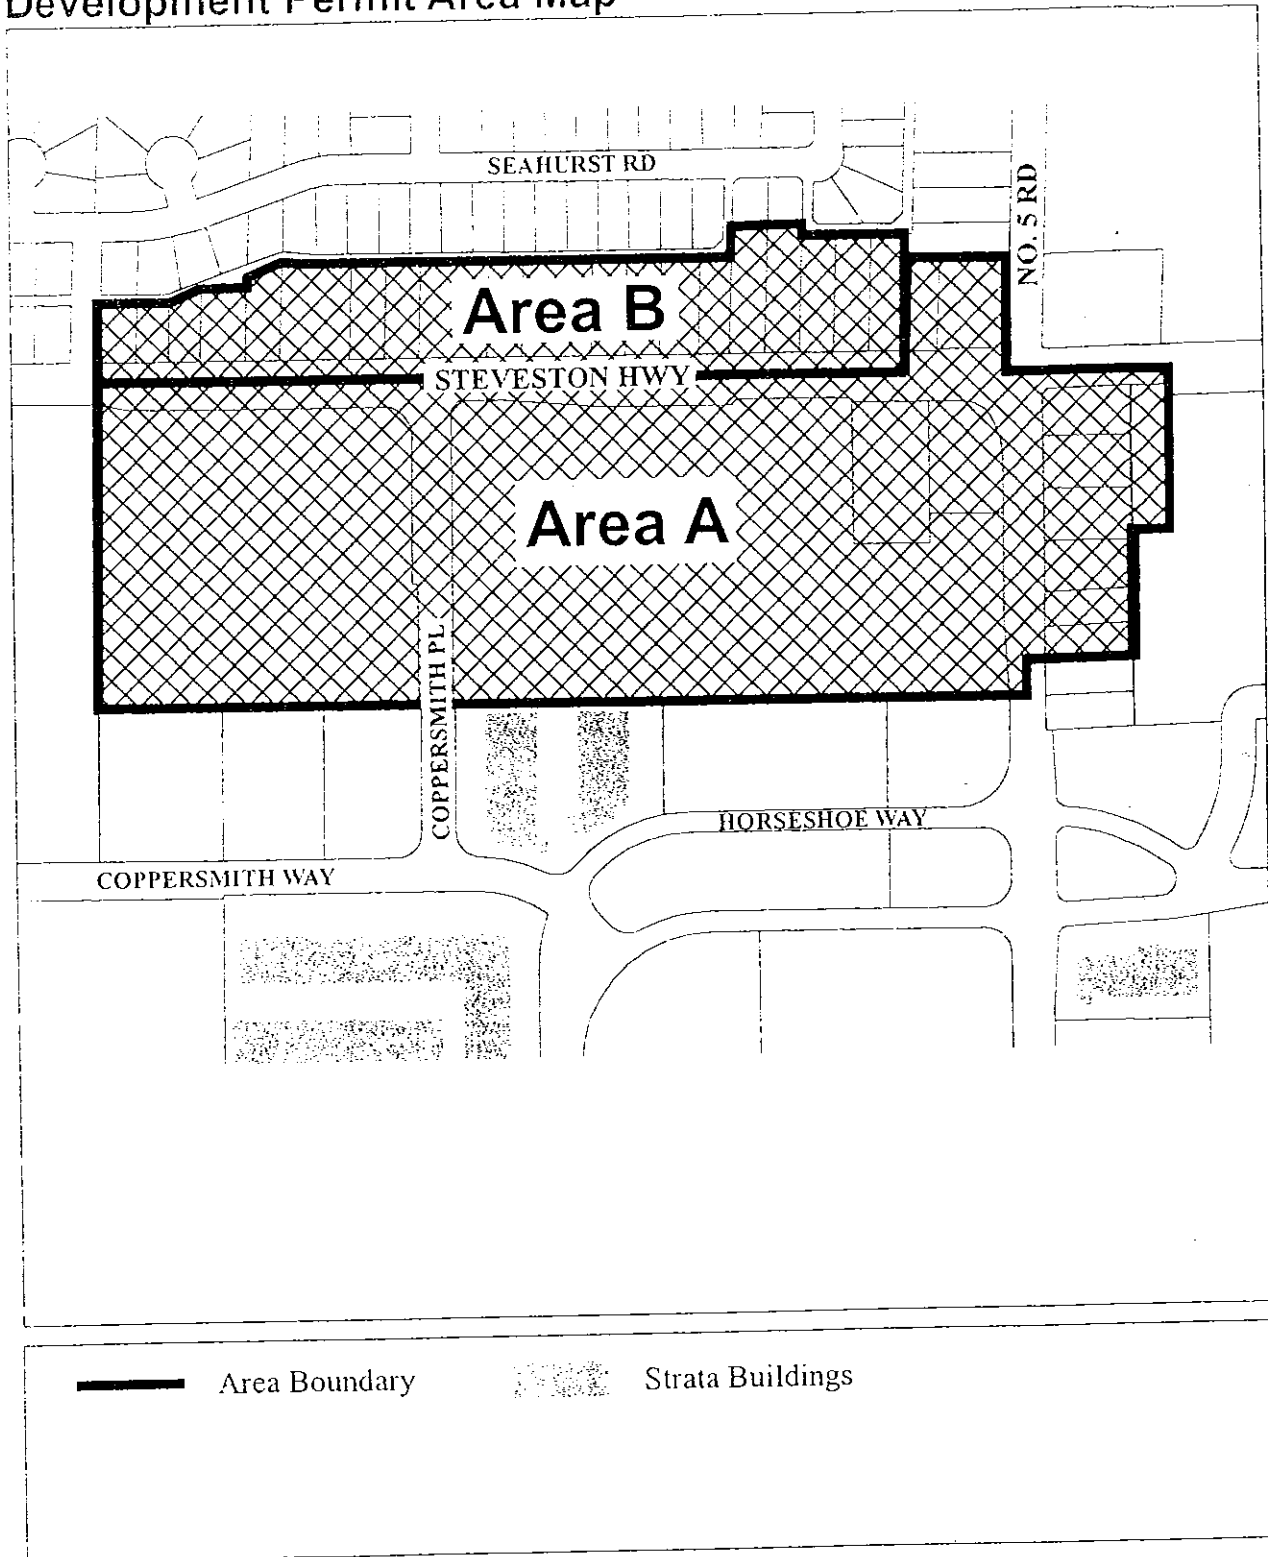 Development Permit Area Map
SEAHURST RD
NO. 5 RD
Area B
STEVESTON HWY
Area A
COPPERSMITH PL
HORSESHOE WAY
COPPERSMITH WAY
Area Boundary
Strata Buildings